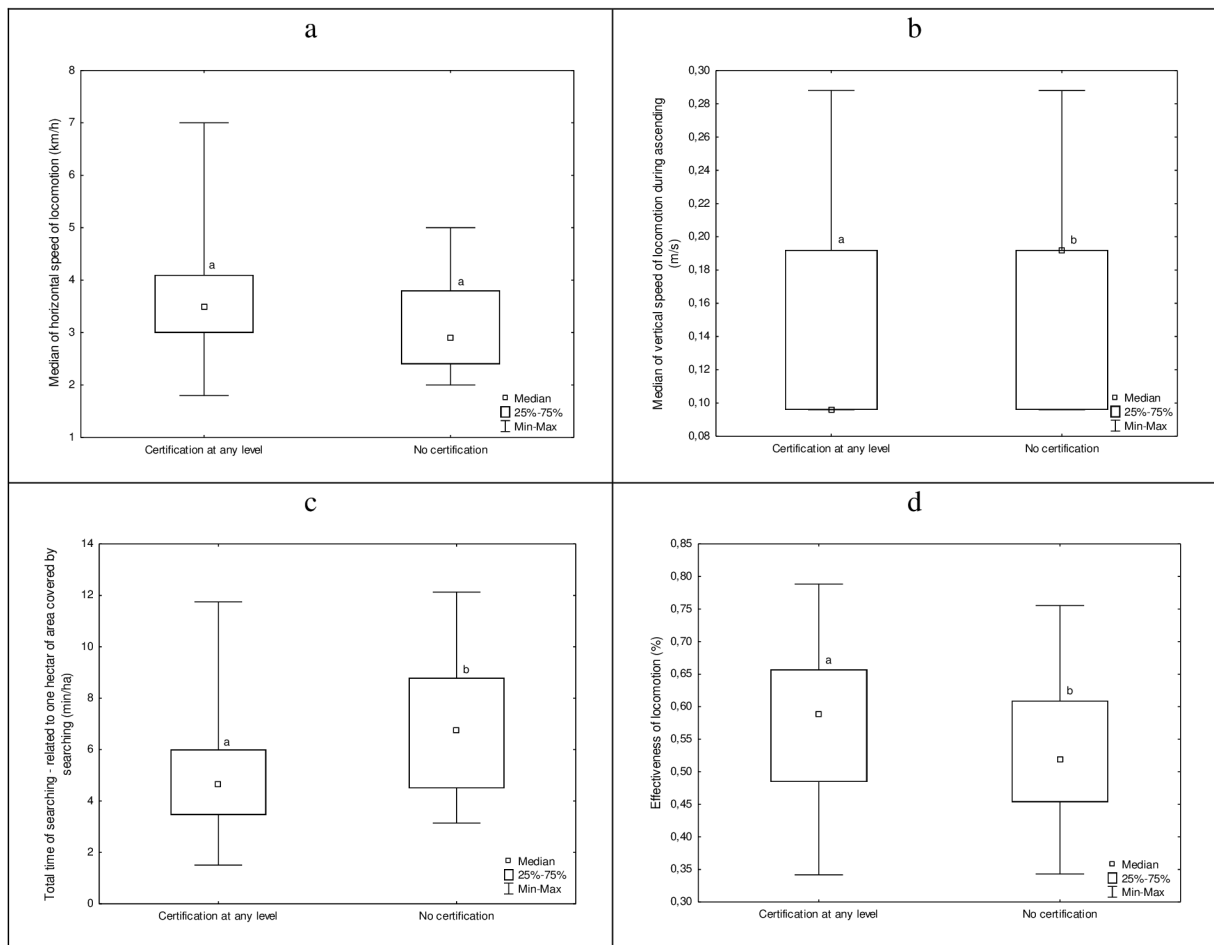 a
Median of horizontal speed of locomotion (km/h)
8
7
6
5
4
3
2
1
a
a
Median
25%-75%
Min-Max
Certification at any level
No certification
b
Median of vertical speed of locomotion during ascending
(m/s)
0,30
0,28
0,26
0,24
0,22
0,20
0,18
0,16
0,14
0,12
0,10
0,08
a
b
Median
25%-75%
Min-Max
Certification at any level
No certification
c
Total time of searching - related to one hectar of area covered by
searching (min/ha)
14
12
10
8
6
4
2
0
a
b
Median
25%-75%
Min-Max
Certification at any level
No certification
d
Effectiveness of locomotion (%)
0,85
0,80
0,75
0,70
0,65
0,60
0,55
0,50
0,45
0,40
0,35
0,30
a
b
Median
25%-75%
Min-Max
Certification at any level
No certification